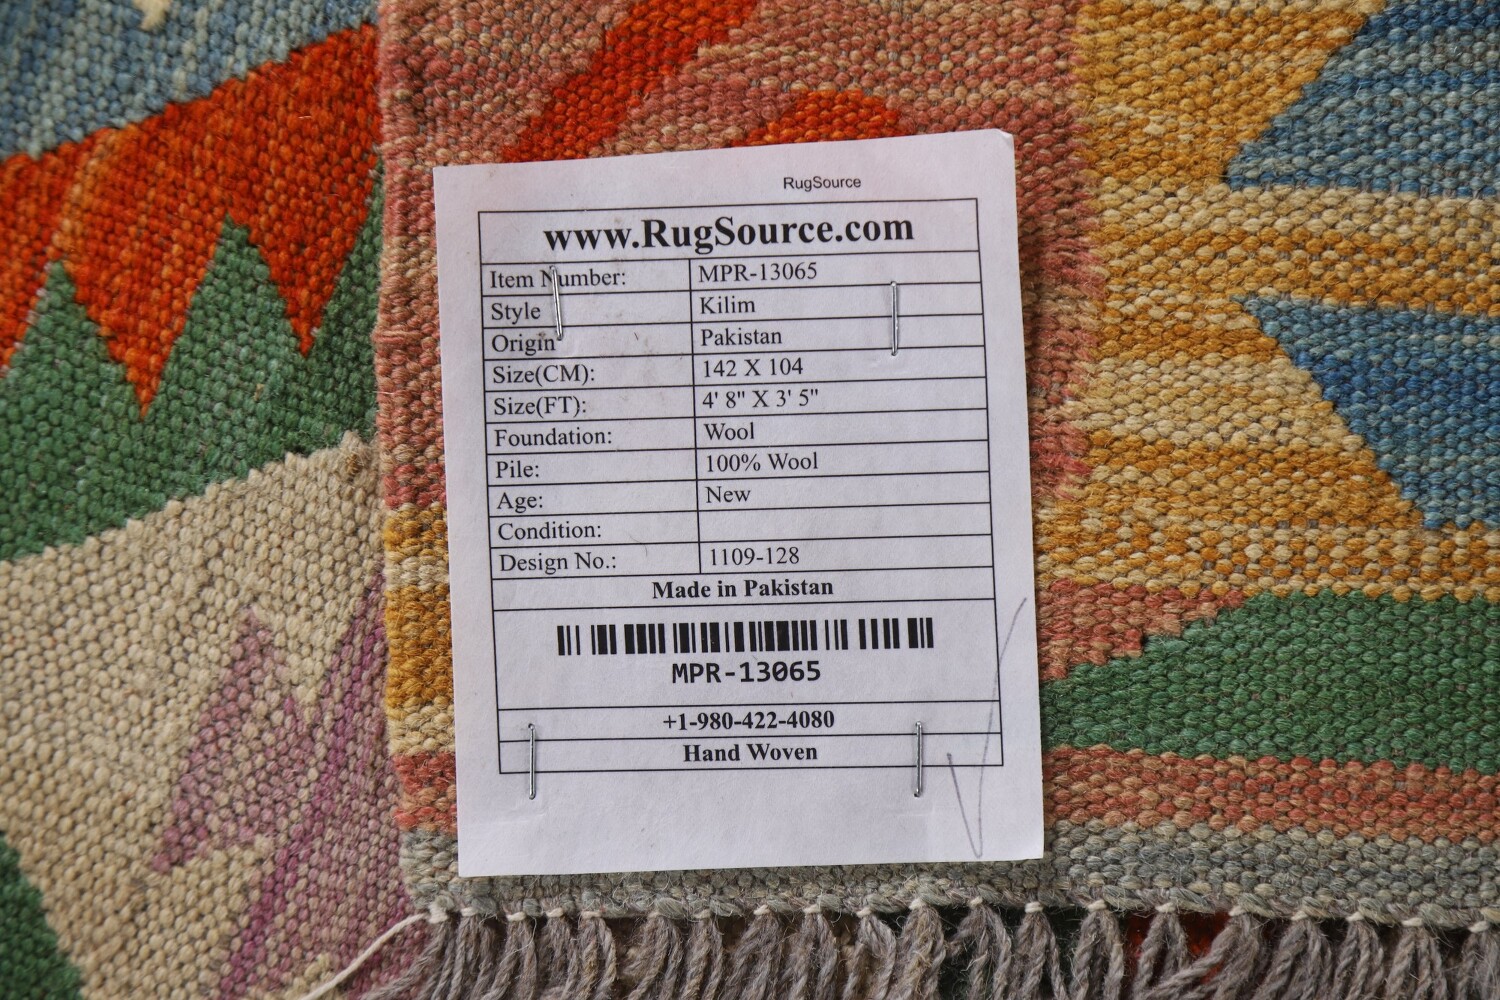 RugSource
www.RugSource.com
Item Number: MPR-13065
Style Kilim
Origin Pakistan
Size(CM): 142 X 104
Size(FT): 4' 8" X 3' 5"
Foundation: Wool
Pile: 100% Wool
Age: New
Condition:
Design No.: 1109-128
Made in Pakistan
MPR-13065
+1-980-422-4080
Hand Woven